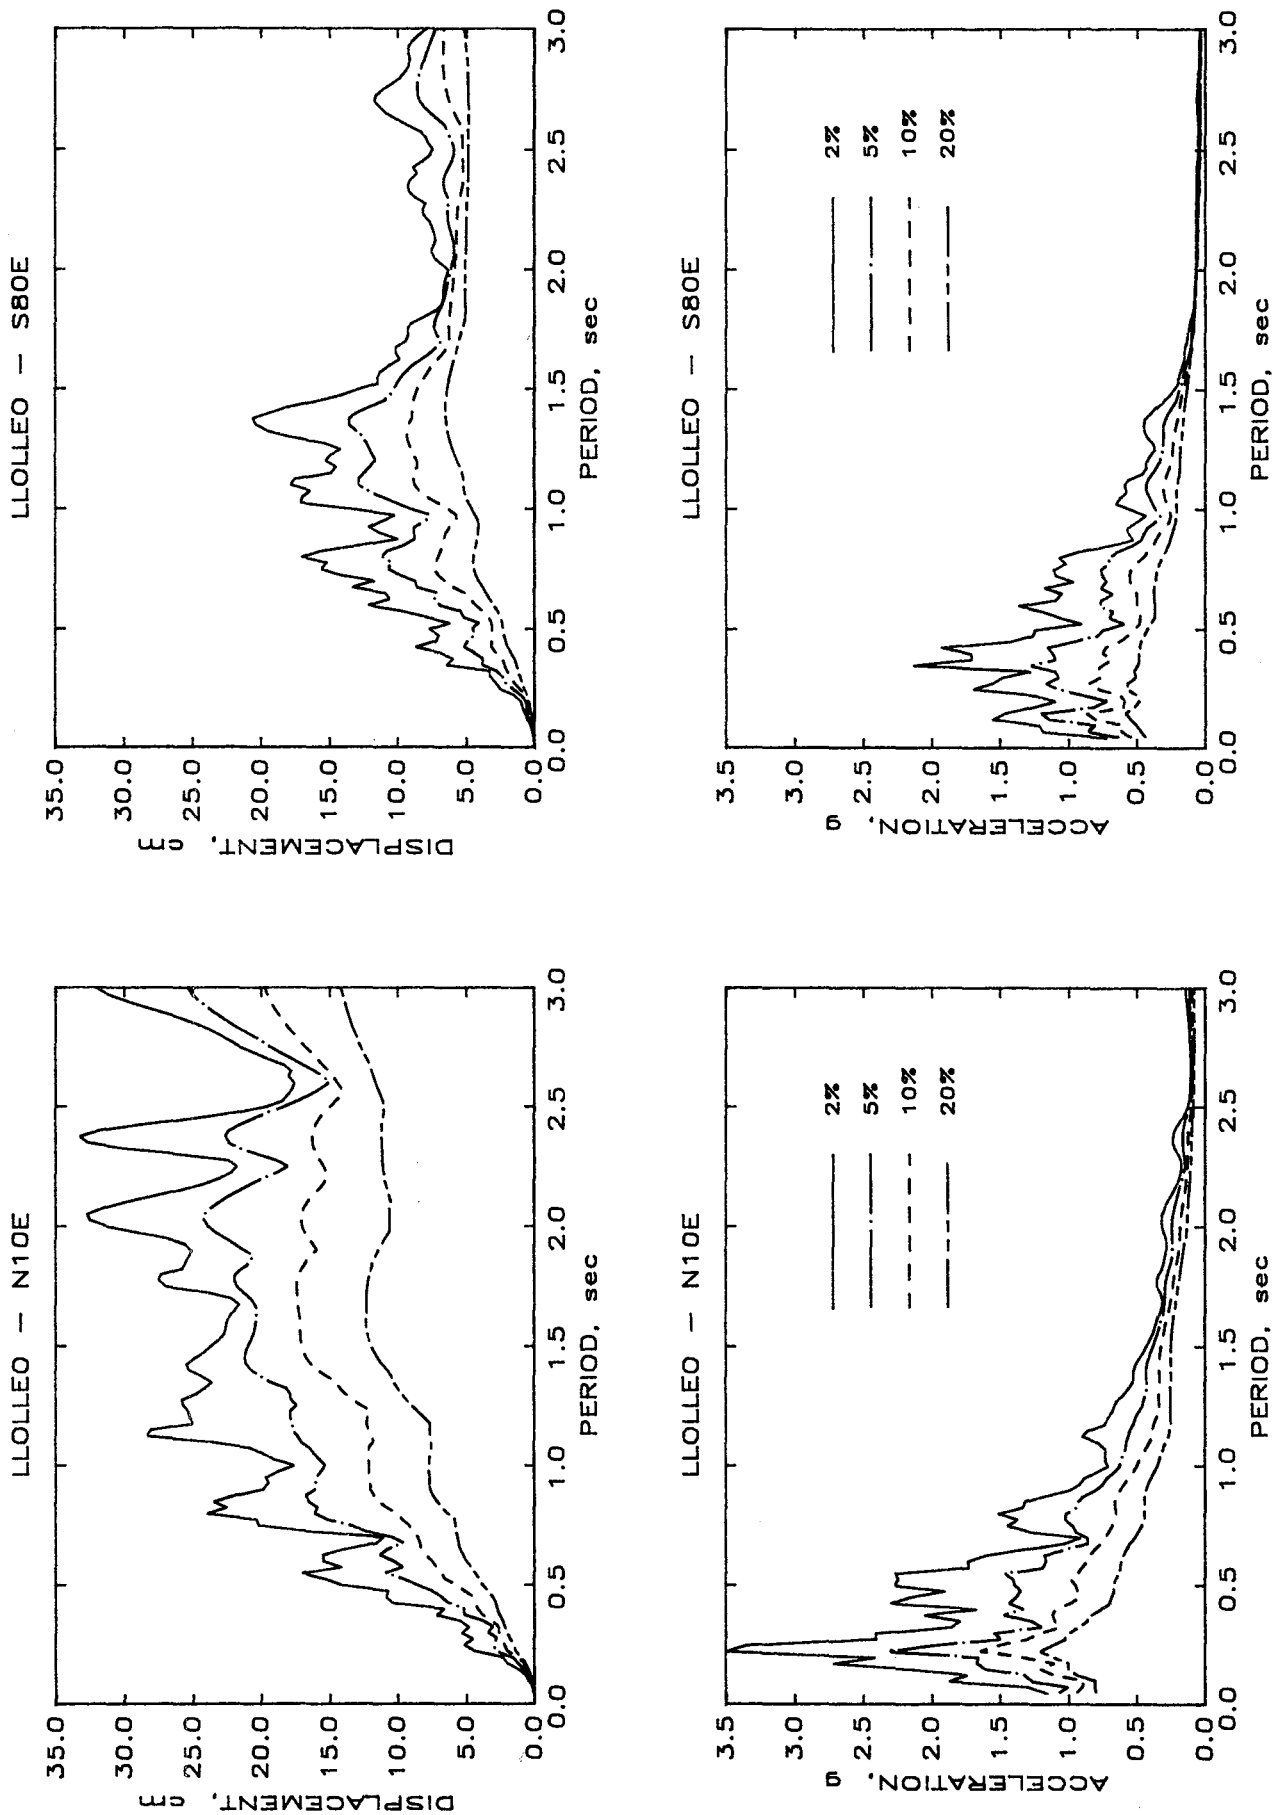 LLOLLEO — N10E
35.0
30.0
25.0
20.0
15.0
10.0
5.0
0.0
DISPLACEMENT, cm
0.0 0.5 1.0 1.5 2.0 2.5 3.0
PERIOD, sec
LLOLLEO — S80E
35.0
30.0
25.0
20.0
15.0
10.0
5.0
0.0
DISPLACEMENT, cm
0.0 0.5 1.0 1.5 2.0 2.5 3.0
PERIOD, sec
LLOLLEO — N10E
3.5
3.0
2.5
2.0
1.5
1.0
0.5
0.0
ACCELERATION, g
2%
5%
10%
20%
0.0 0.5 1.0 1.5 2.0 2.5 3.0
PERIOD, sec
LLOLLEO — S80E
3.5
3.0
2.5
2.0
1.5
1.0
0.5
0.0
ACCELERATION, g
2%
5%
10%
20%
0.0 0.5 1.0 1.5 2.0 2.5 3.0
PERIOD, sec